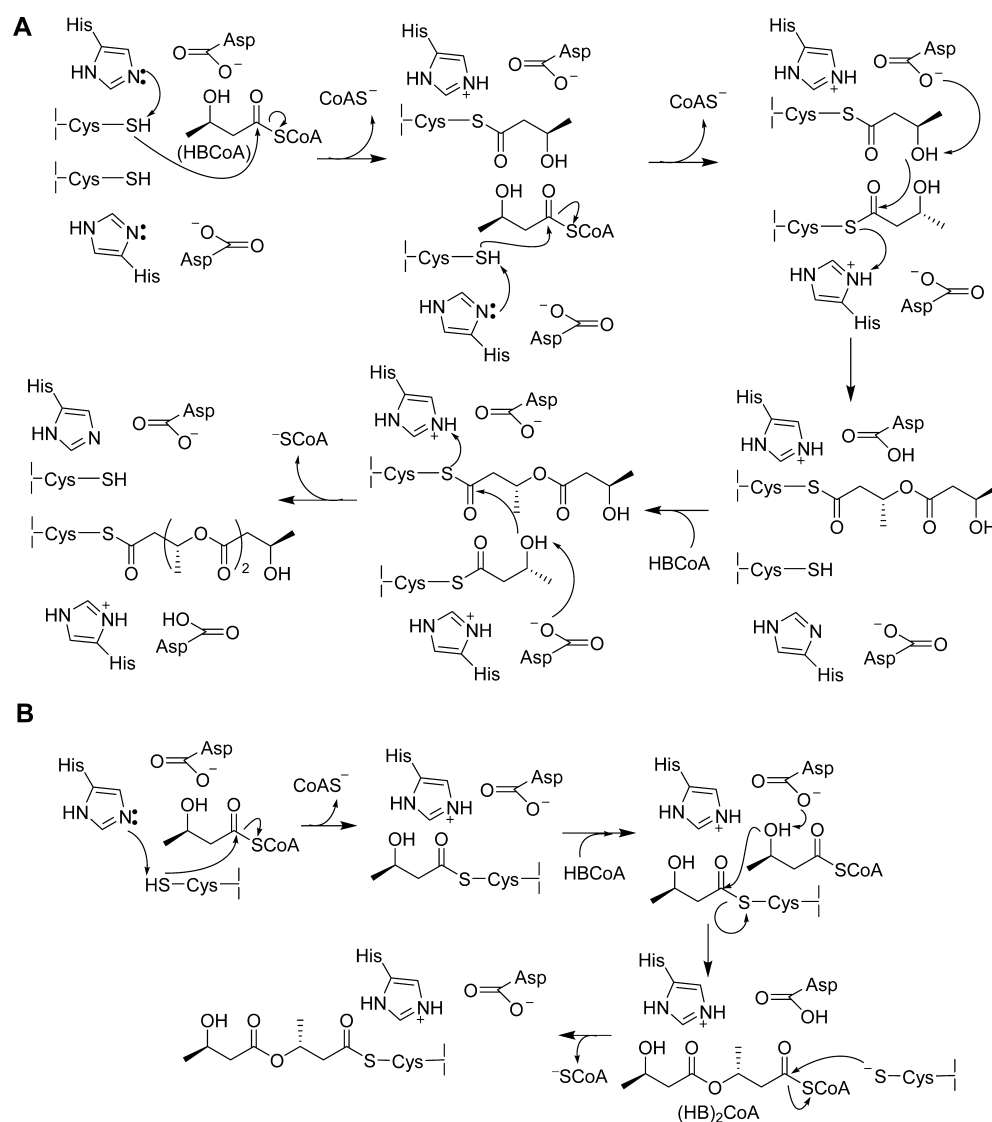 A
His
HN
N:
Asp
O
O⁻
Cys
SH
OH
O
SCoA
(HBCoA)
Cys
SH
HN
N:
His
⁻O
O
Asp
CoAS⁻
His
HN
NH
+
Asp
O
O⁻
Cys
S
O
OH
OH
O
SCoA
Cys
SH
HN
N:
His
⁻O
O
Asp
CoAS⁻
His
HN
NH
+
Asp
O
O⁻
Cys
S
O
OH
O
OH
Cys
S
+
HN
NH
His
⁻O
O
Asp
His
HN
N
Asp
O
O⁻
Cys
SH
Cys
S
O
O
O
2
OH
+
HN
NH
His
HO
O
Asp
⁻SCoA
His
HN
NH
+
Asp
O
O⁻
Cys
S
O
O
O
OH
O
OH
Cys
S
+
HN
NH
His
⁻O
O
Asp
HBCoA
His
HN
NH
+
Asp
O
OH
Cys
S
O
O
O
OH
Cys
SH
HN
N
His
⁻O
O
Asp
B
His
HN
N:
Asp
O
O⁻
OH
O
SCoA
HS
Cys
CoAS⁻
His
HN
NH
+
Asp
O
O⁻
OH
O
S
Cys
HBCoA
His
HN
NH
+
Asp
O
O⁻
OH
O
SCoA
OH
O
S
Cys
His
HN
NH
+
Asp
O
O⁻
OH
O
O
O
S
Cys
⁻SCoA
His
HN
NH
+
Asp
O
OH
OH
O
O
O
SCoA
(HB)₂CoA
⁻S
Cys